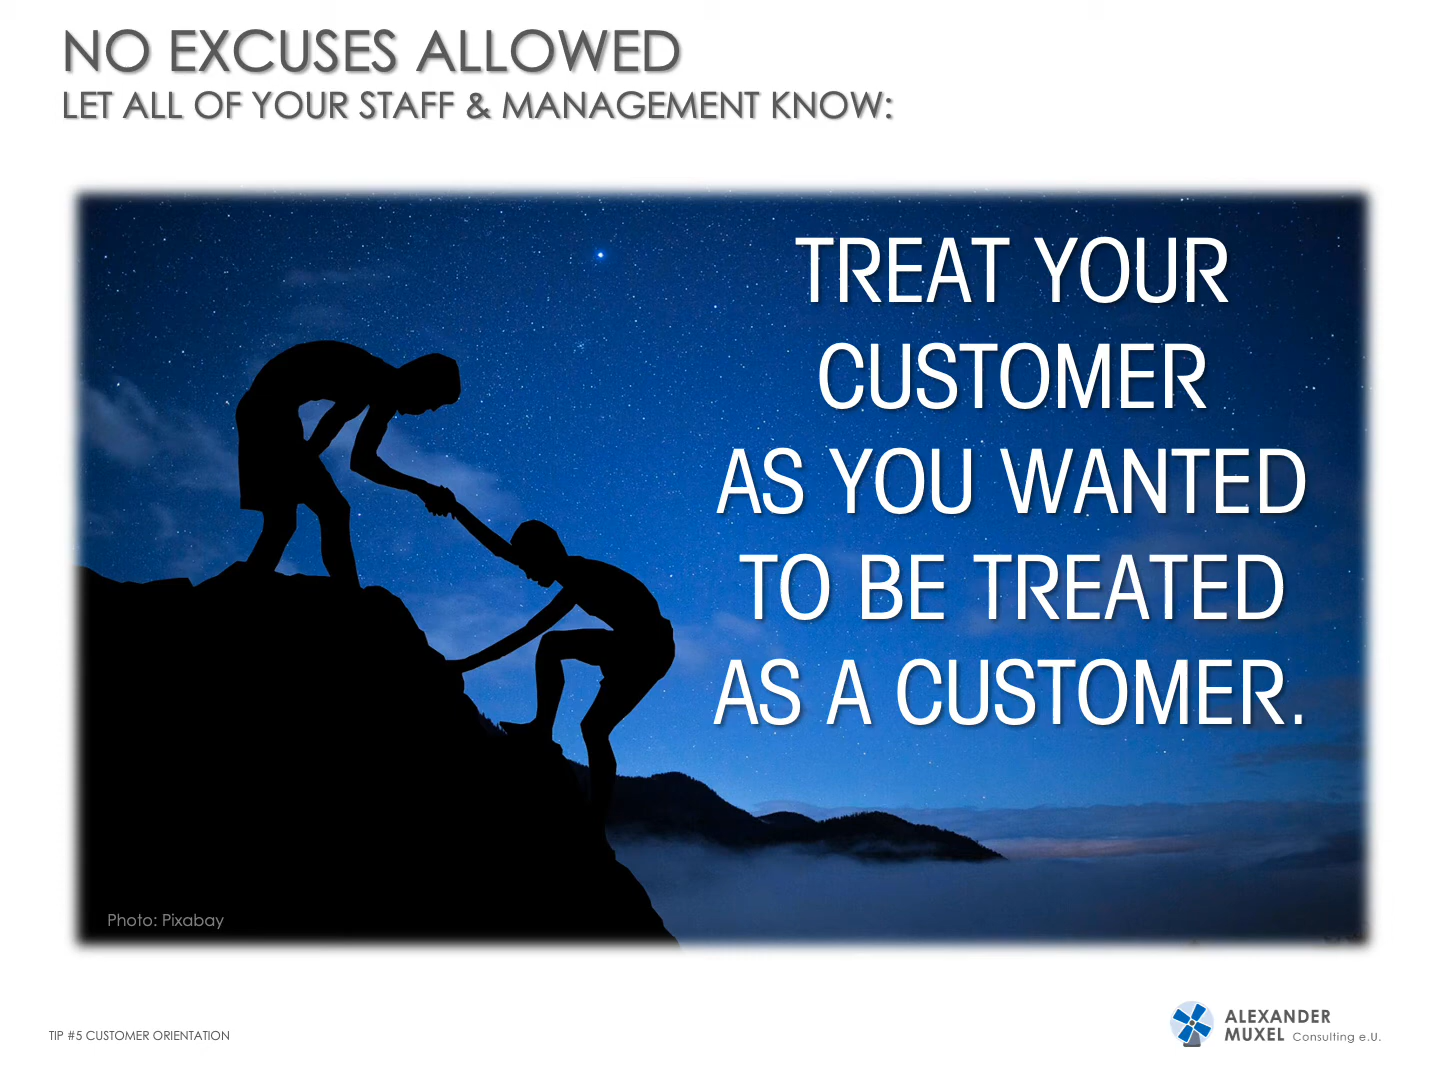 NO EXCUSES ALLOWED
LET ALL OF YOUR STAFF & MANAGEMENT KNOW:
TREAT YOUR
CUSTOMER
AS YOU WANTED
TO BE TREATED
AS A CUSTOMER.
Photo: Pixabay
TIP #5 CUSTOMER ORIENTATION
ALEXANDER
MUXEL Consulting e.U.